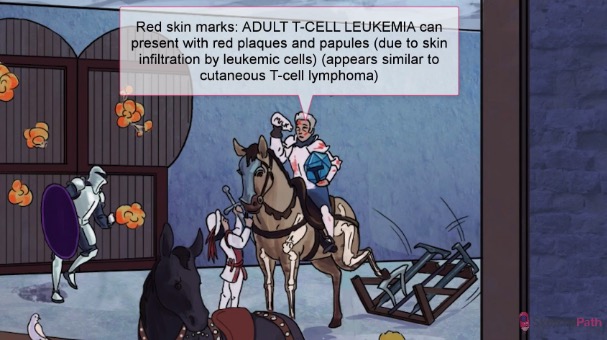 Red skin marks: ADULT T-CELL LEUKEMIA can
present with red plaques and papules (due to skin
infiltration by leukemic cells) (appears similar to
cutaneous T-cell lymphoma)
Path